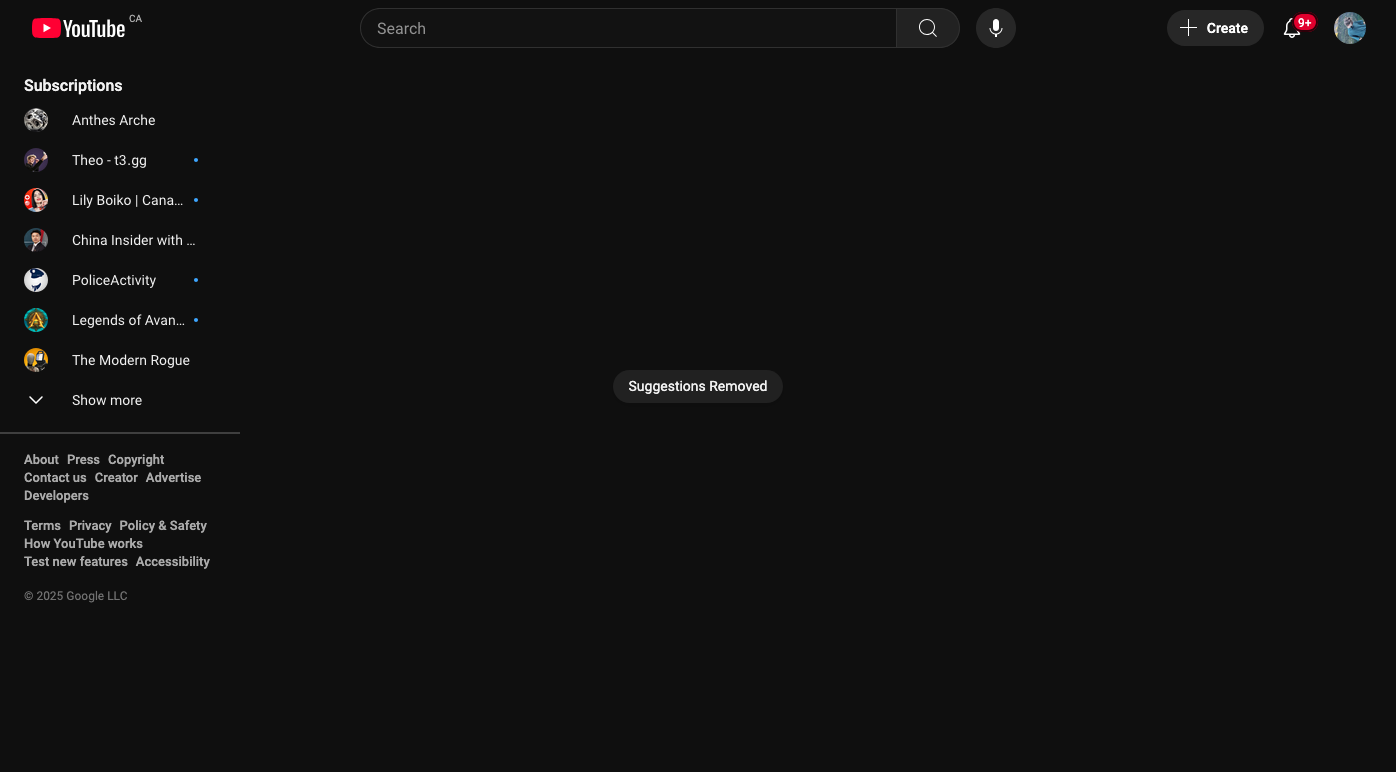 YouTube CA
Search
Create
9+
Subscriptions
Anthes Arche
Theo - t3.gg
Lily Boiko | Cana...
China Insider with ...
PoliceActivity
Legends of Avan...
The Modern Rogue
Show more
Suggestions Removed
About Press Copyright
Contact us Creator Advertise
Developers
Terms Privacy Policy & Safety
How YouTube works
Test new features Accessibility
© 2025 Google LLC